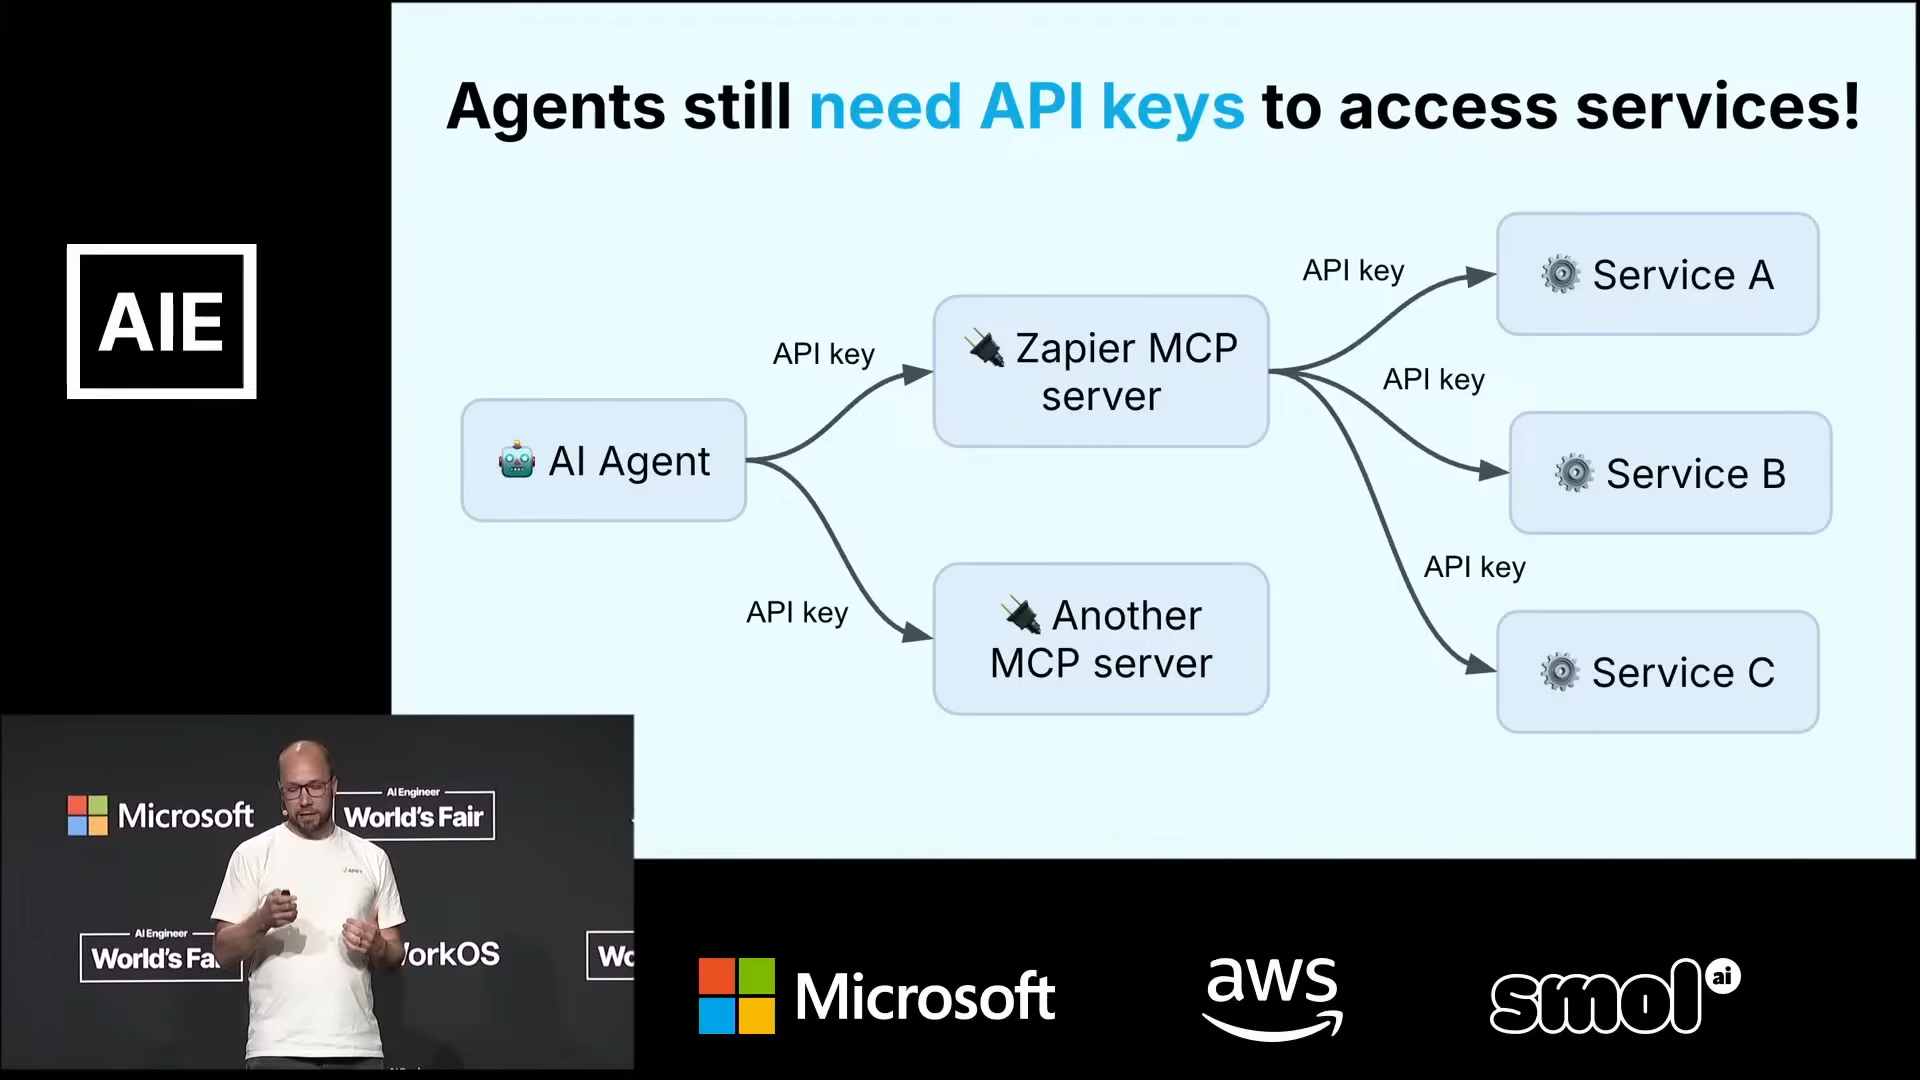 Agents still need API keys to access services!
AIE
API key
Service A
API key
Zapier MCP
server
API key
AI Agent
Service B
API key
API key
Another
MCP server
Service C
Microsoft
AI Engineer
World's Fair
AI Engineer
World's Fa
orkOS
Wo
Microsoft
aws
smol
ai